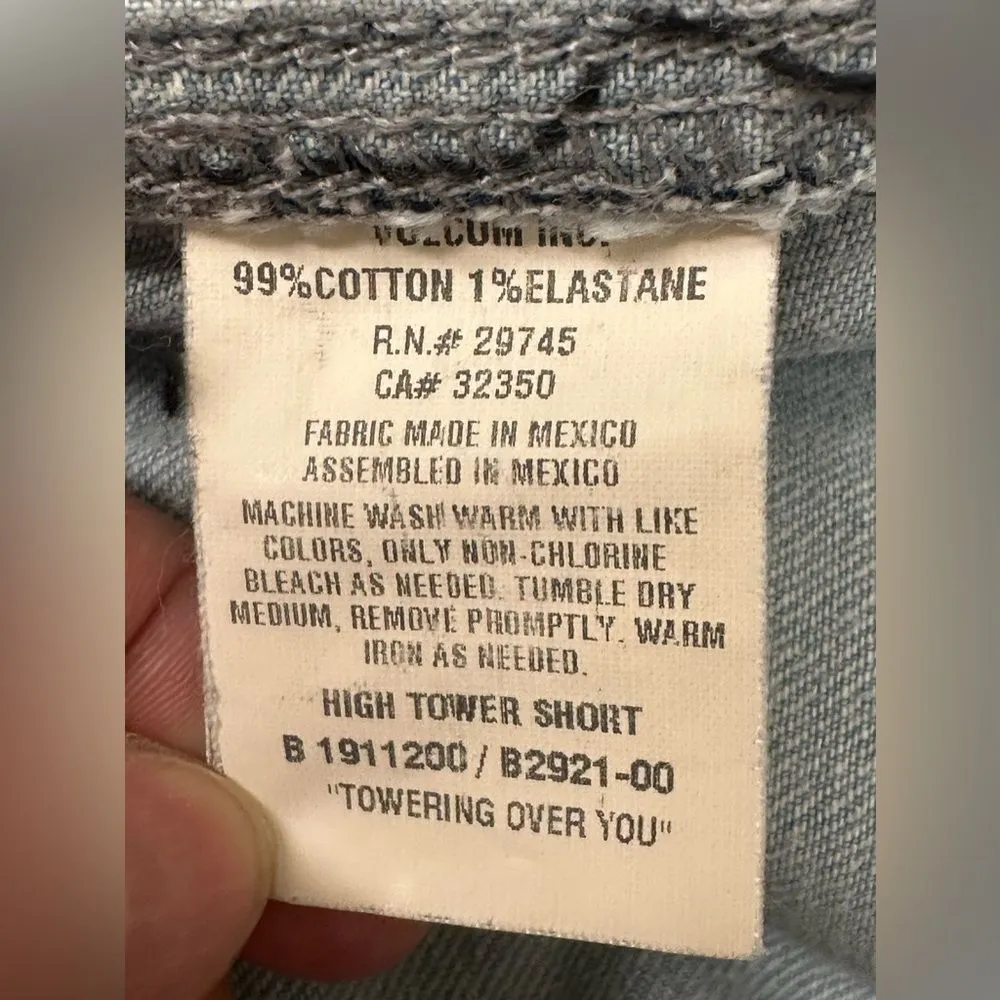 VOLCOM INC.
99%COTTON 1%ELASTANE
R.N.# 29745
CA# 32350
FABRIC MADE IN MEXICO
ASSEMBLED IN MEXICO
MACHINE WASH WARM WITH LIKE
COLORS, ONLY NON-CHLORINE
BLEACH AS NEEDED. TUMBLE DRY
MEDIUM, REMOVE PROMPTLY. WARM
IRON AS NEEDED.
HIGH TOWER SHORT
B 1911200 / B2921-00
"TOWERING OVER YOU"